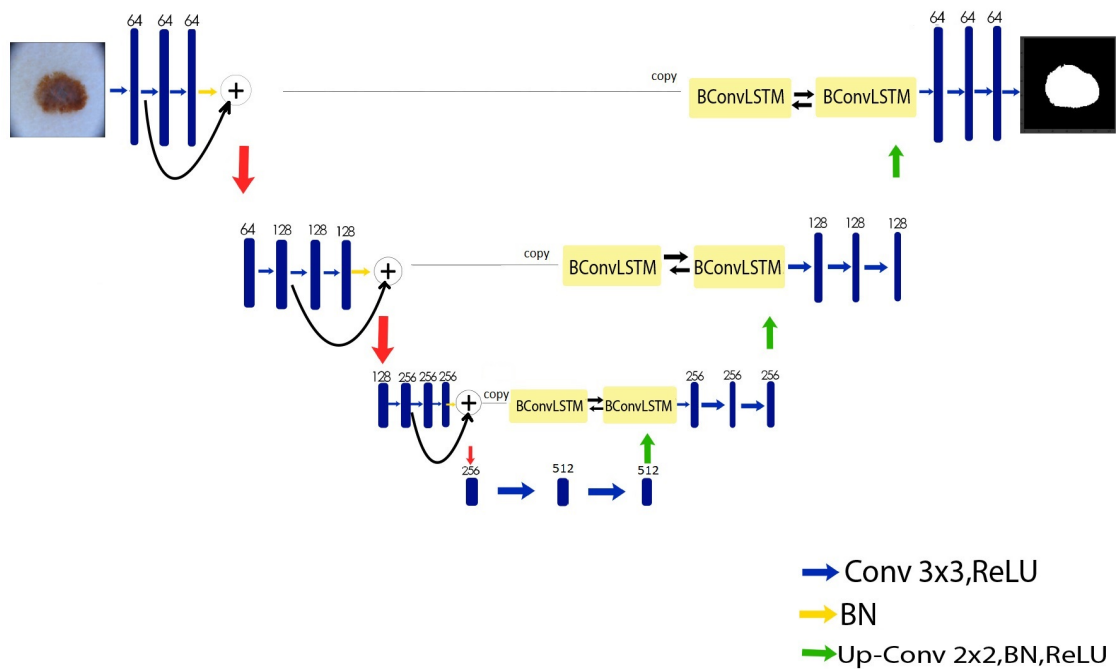 64 64 64
64 64 64
copy
BConvLSTM BConvLSTM
+
64 128 128 128
128 128 128
copy
BConvLSTM BConvLSTM
+
128 256 256 256
256 256 256
copy
+
BConvLSTM BConvLSTM
256 512 512
Conv 3x3,ReLU
BN
Up-Conv 2x2,BN,ReLU